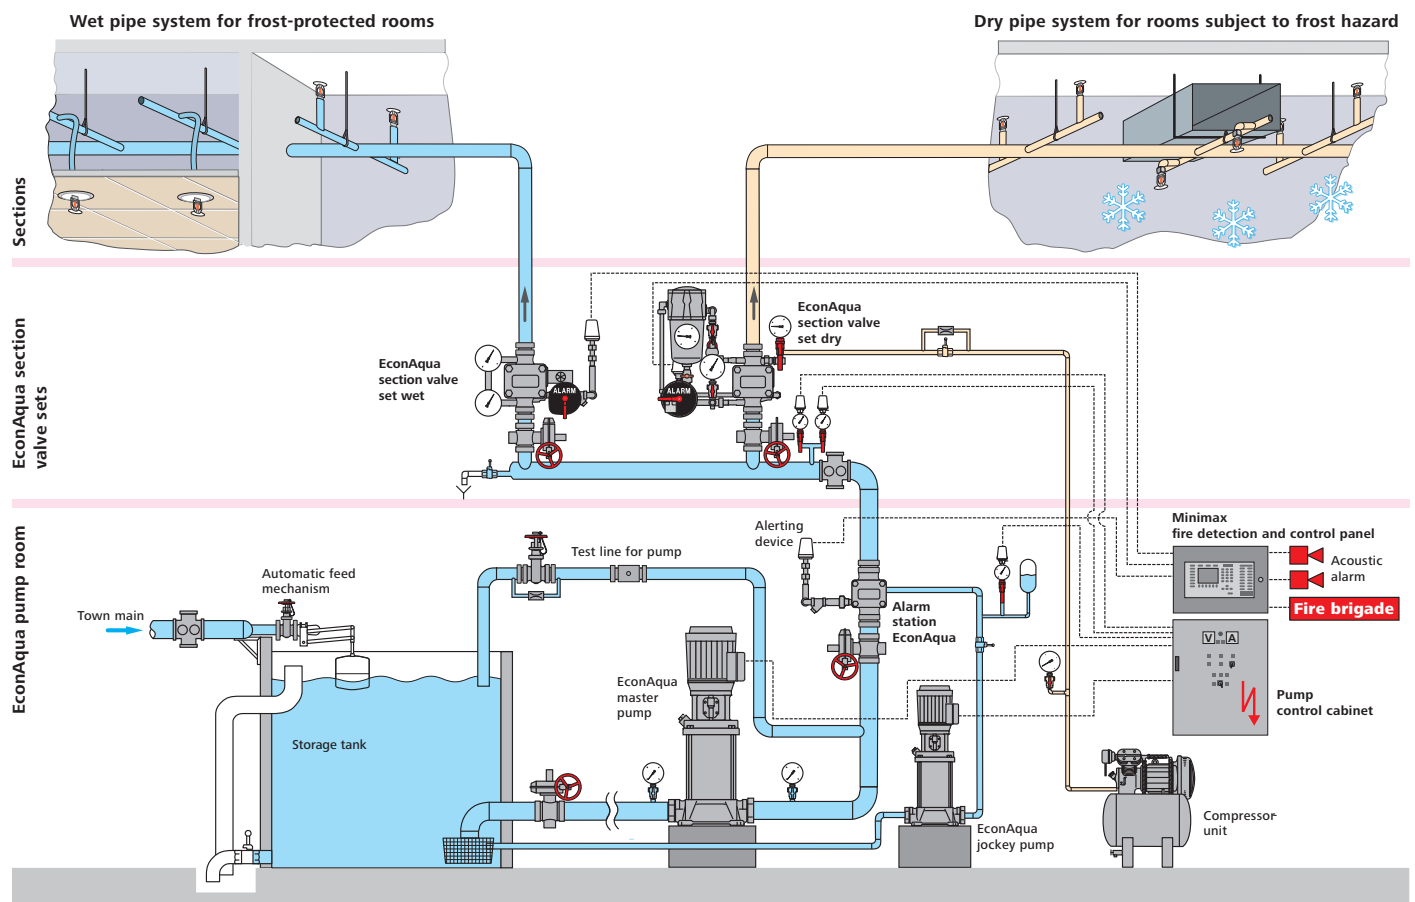 Wet pipe system for frost-protected rooms
Dry pipe system for rooms subject to frost hazard
Sections
EconAqua section
valve sets
EconAqua
section valve
set wet
ALARM
ALARM
EconAqua
section valve
set dry
EconAqua pump room
Town main
Automatic feed
mechanism
Test line for pump
Alerting
device
Alarm
station
EconAqua
Minimax
fire detection and control panel
Acoustic
alarm
Fire brigade
V A
Pump
control cabinet
EconAqua
master
pump
Storage tank
EconAqua
jockey pump
Compressor-
unit